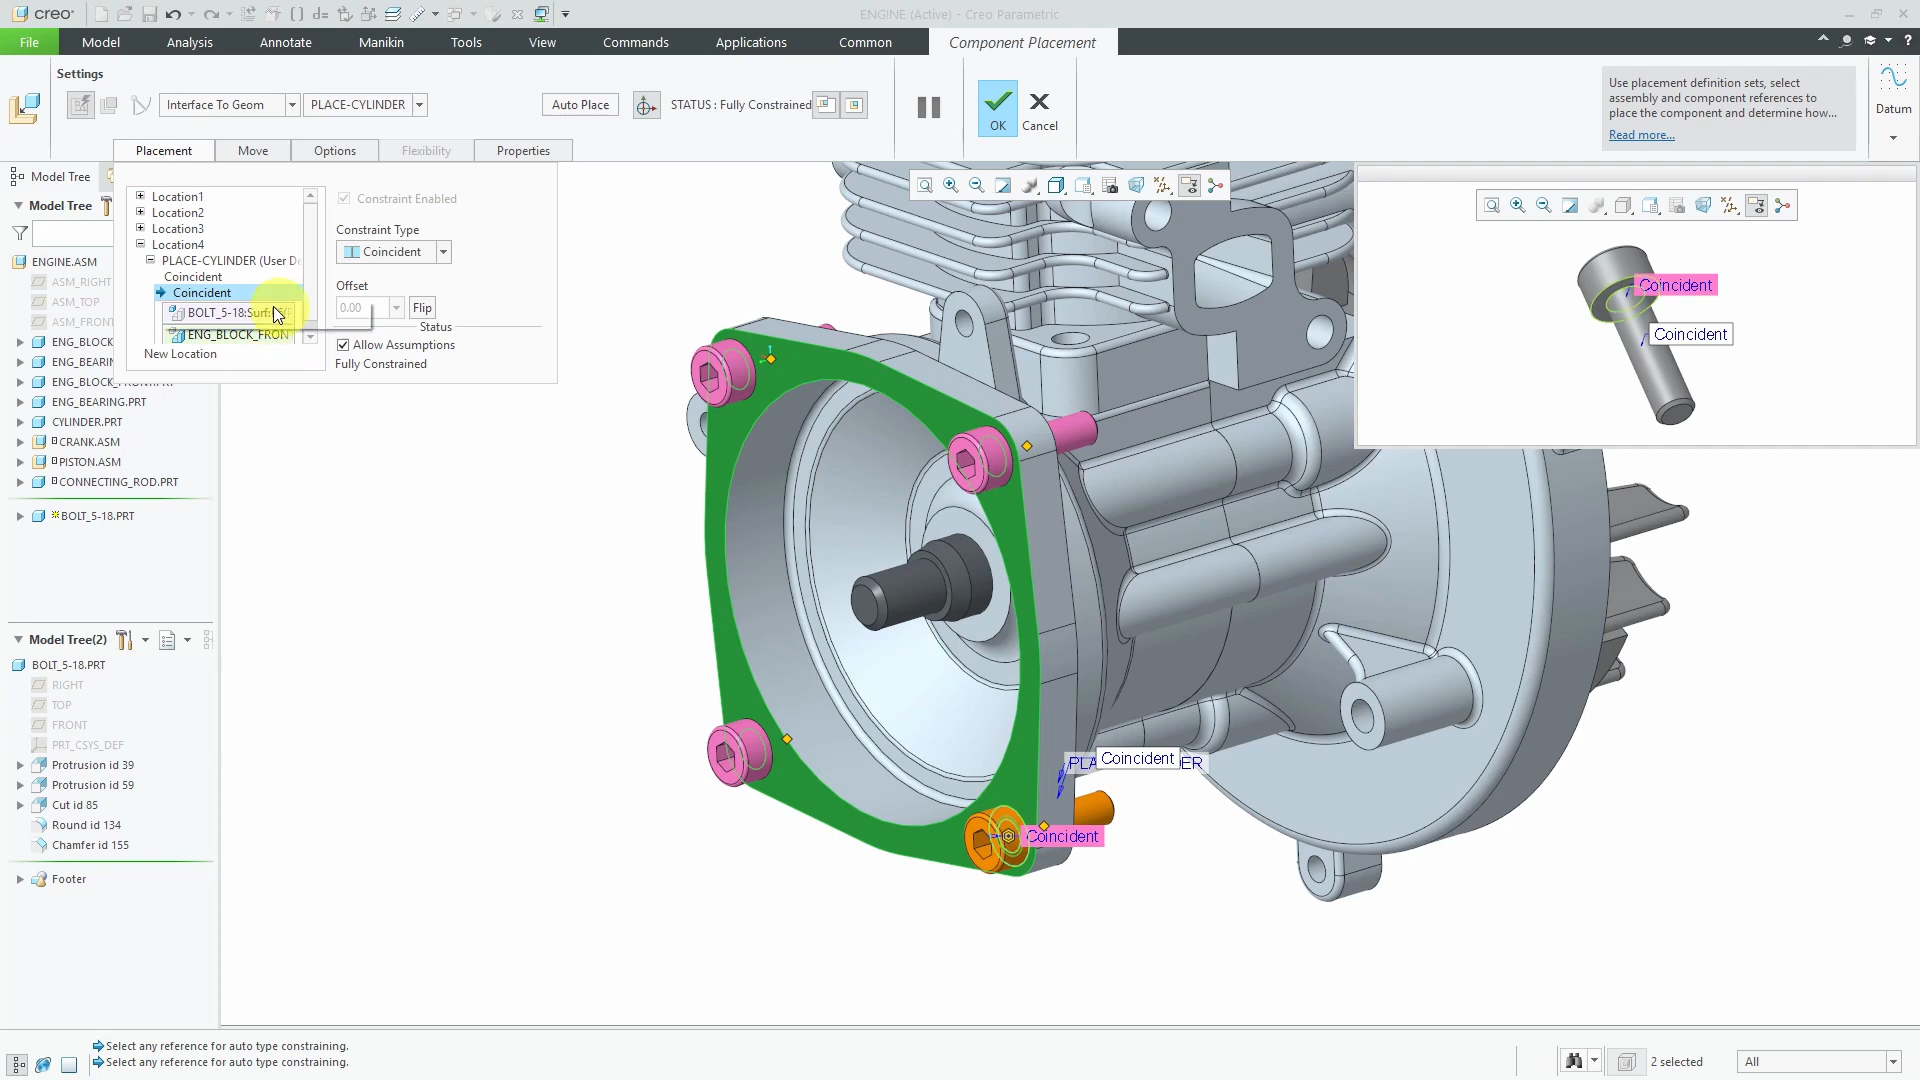 creo
ENGINE (Active) - Creo Parametric
File
Model
Analysis
Annotate
Manikin
Tools
View
Commands
Applications
Common
Component Placement
Settings
Interface To Geom
PLACE-CYLINDER
Auto Place
STATUS : Fully Constrained
OK
Cancel
Use placement definition sets, select
assembly and component references to
place the component and determine how...
Read more...
Datum
Placement
Move
Options
Flexibility
Properties
Model Tree
Model Tree
ENGINE.ASM
ASM_RIGHT
ASM_TOP
ASM_FRONT
ENG_BLOCK
ENG_BEARIN
CYLINDER.PRT
ENG_BEARING.PRT
CRANK.ASM
PISTON.ASM
CONNECTING_ROD.PRT
BOLT_5-18.PRT
Location1
Location2
Location3
Location4
PLACE-CYLINDER (User De
Coincident
Coincident
BOLT_5-18:Surf:
ENG_BLOCK_FRON
New Location
Constraint Enabled
Constraint Type
Coincident
Offset
0.00
Flip
Status
Allow Assumptions
Fully Constrained
Coincident
Coincident
PLA
Coincident
ER
Coincident
Model Tree(2)
BOLT_5-18.PRT
RIGHT
TOP
FRONT
PRT_CSYS_DEF
Protrusion id 39
Protrusion id 59
Cut id 85
Round id 134
Chamfer id 155
Footer
Select any reference for auto type constraining.
Select any reference for auto type constraining.
2 selected
All